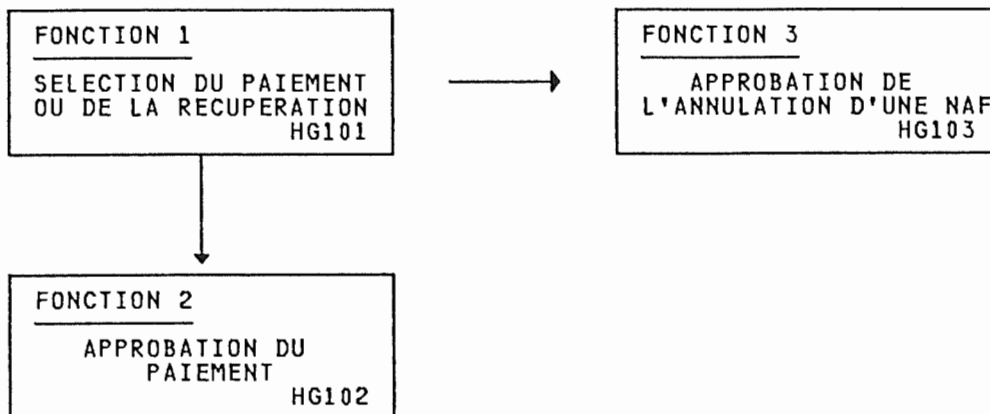 FONCTION 1
SELECTION DU PAIEMENT
OU DE LA RECUPERATION
HG101
FONCTION 3
APPROBATION DE
L'ANNULATION D'UNE NAF
HG103
FONCTION 2
APPROBATION DU
PAIEMENT
HG102